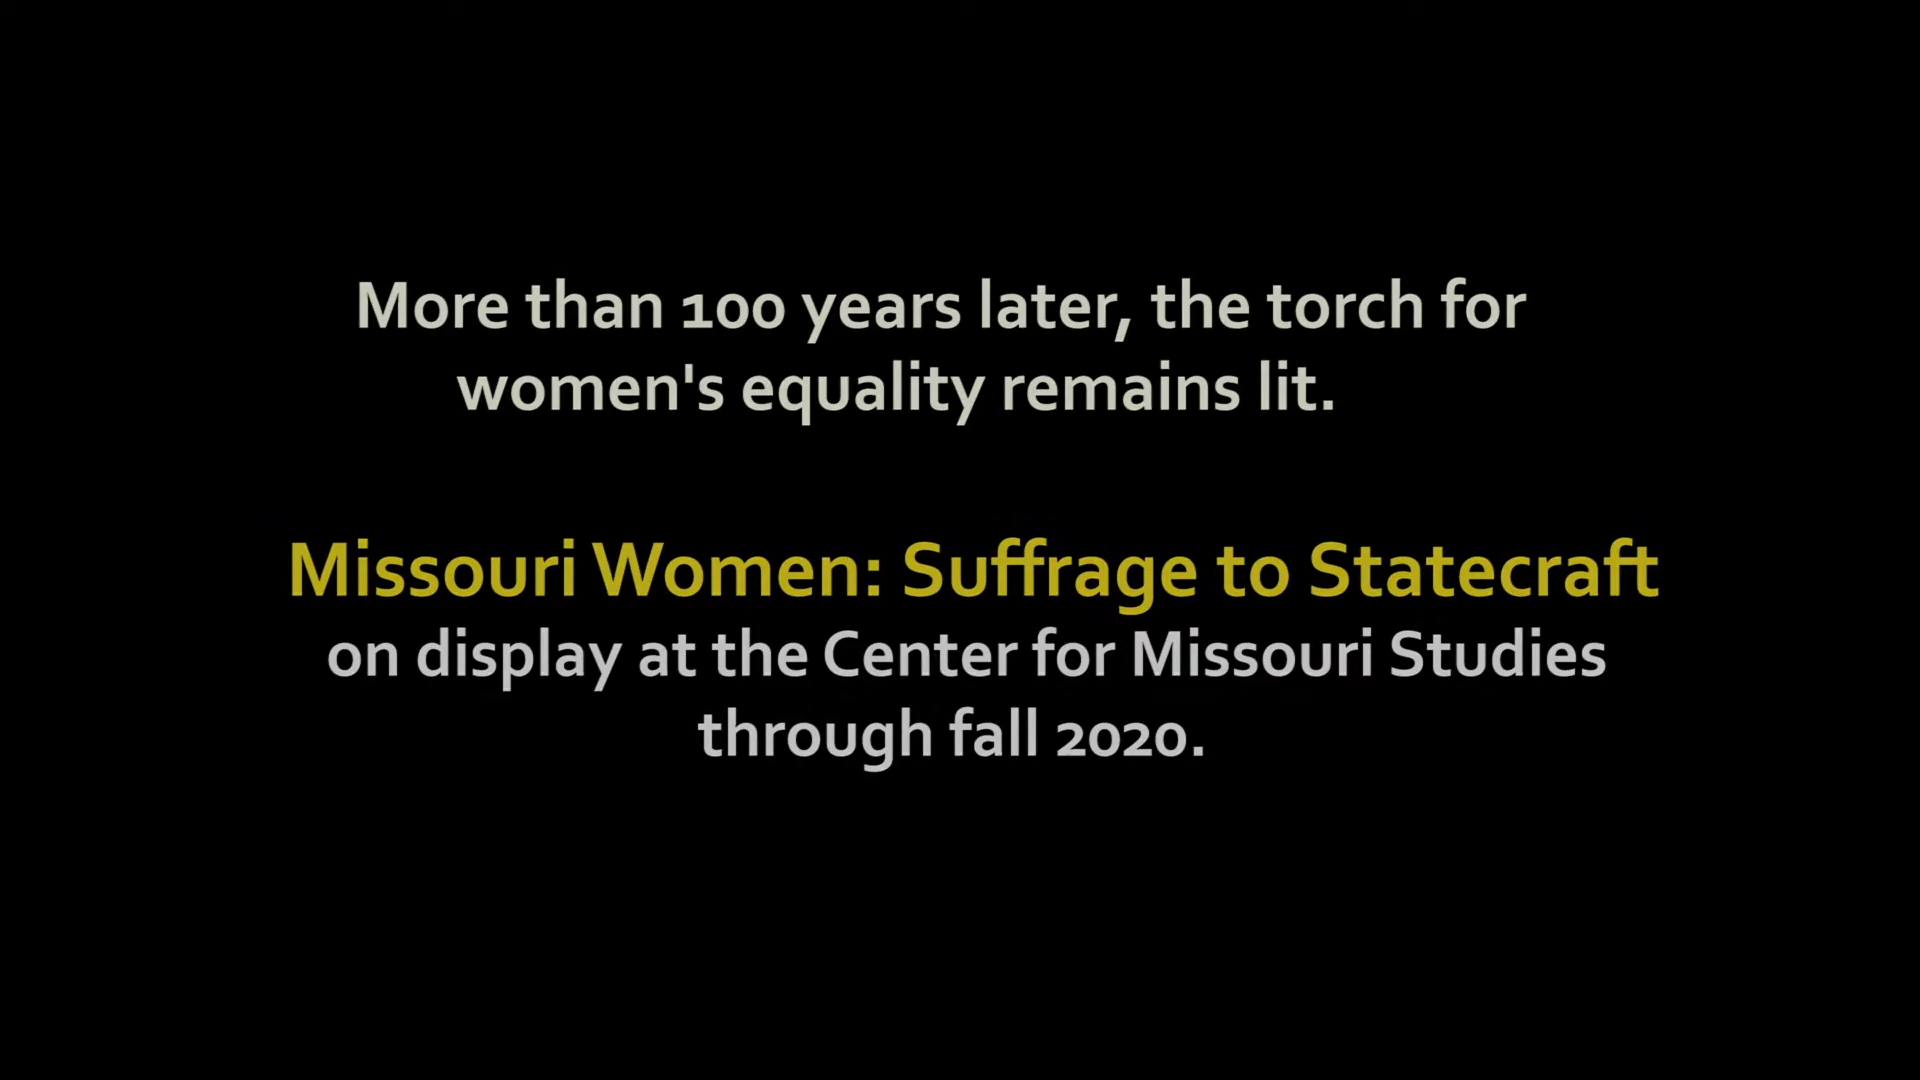 More than 100 years later, the torch for
women's equality remains lit.
Missouri Women: Suffrage to Statecraft
on display at the Center for Missouri Studies
through fall 2020.